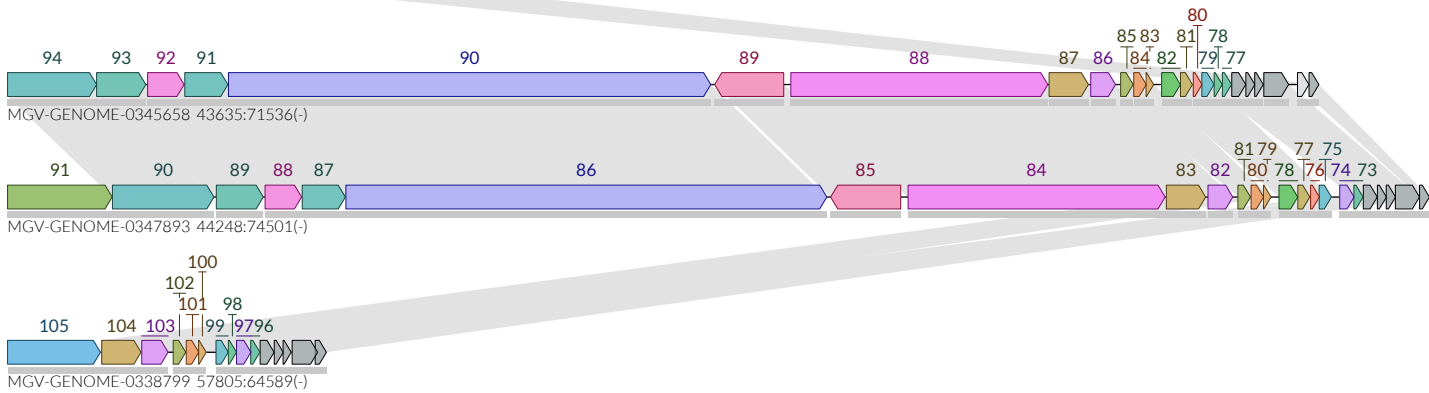 80
85 83 81 78
94 93 92 91 90 89 88 87 86 84 82 79 77
MGV-GENOME-0345658 43635:71536(-)
81 79 77 75
91 90 89 88 87 86 85 84 83 82 80 78 76 74 73
MGV-GENOME-0347893 44248:74501(-)
100
102
101 98
105 104 103 99 97 96
MGV-GENOME-0338799 57805:64589(-)